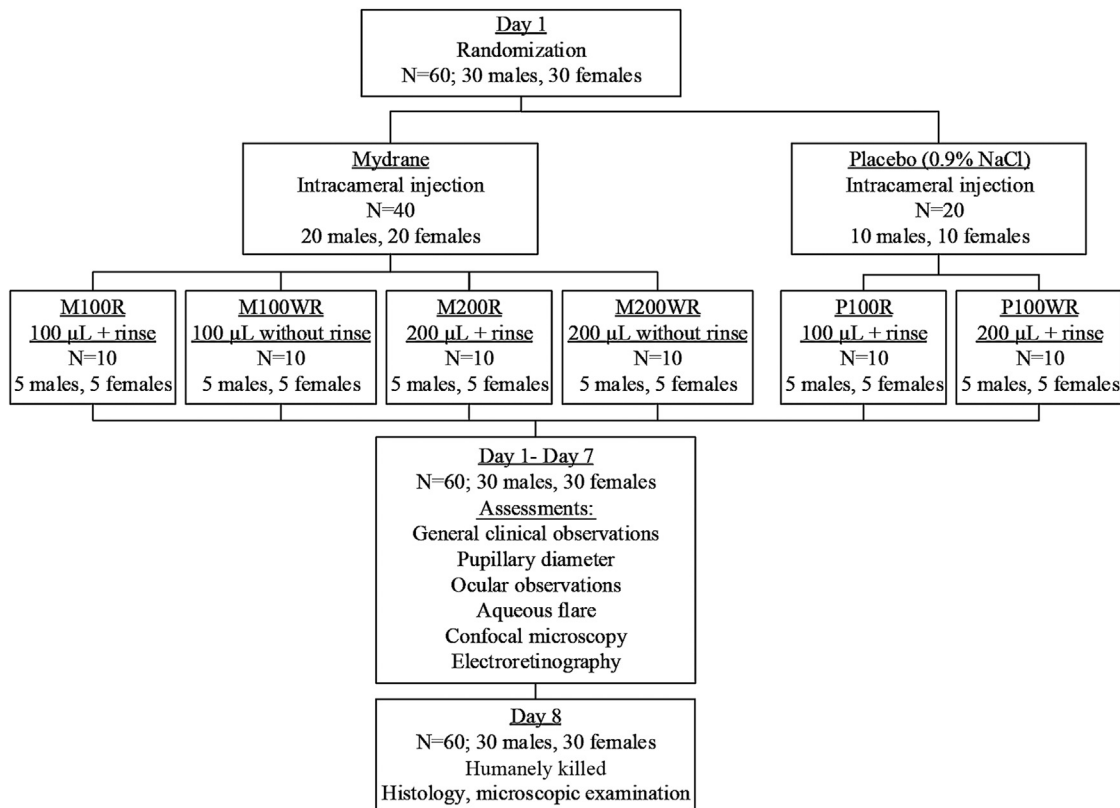 Day 1
Randomization
N=60; 30 males, 30 females
Mydrane
Intracameral injection
N=40
20 males, 20 females
Placebo (0.9% NaCl)
Intracameral injection
N=20
10 males, 10 females
M100R
100 µL + rinse
N=10
5 males, 5 females
M100WR
100 µL without rinse
N=10
5 males, 5 females
M200R
200 µL + rinse
N=10
5 males, 5 females
M200WR
200 µL without rinse
N=10
5 males, 5 females
P100R
100 µL + rinse
N=10
5 males, 5 females
P100WR
200 µL + rinse
N=10
5 males, 5 females
Day 1- Day 7
N=60; 30 males, 30 females
Assessments:
General clinical observations
Pupillary diameter
Ocular observations
Aqueous flare
Confocal microscopy
Electroretinography
Day 8
N=60; 30 males, 30 females
Humanely killed
Histology, microscopic examination